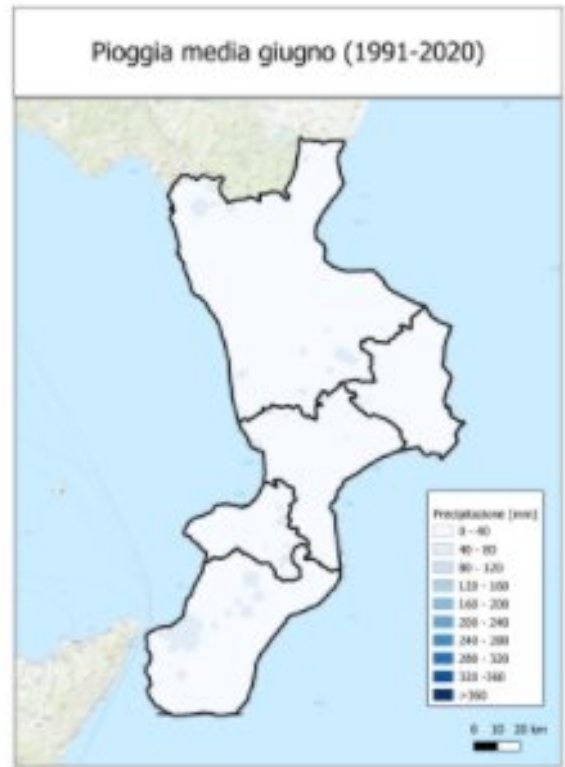 Pioggia media giugno (1991-2020)
Precipitazione [mm]
0 - 40
40 - 80
80 - 120
120 - 160
160 - 200
200 - 240
240 - 280
280 - 320
320 -360
>360
0 10 20 km